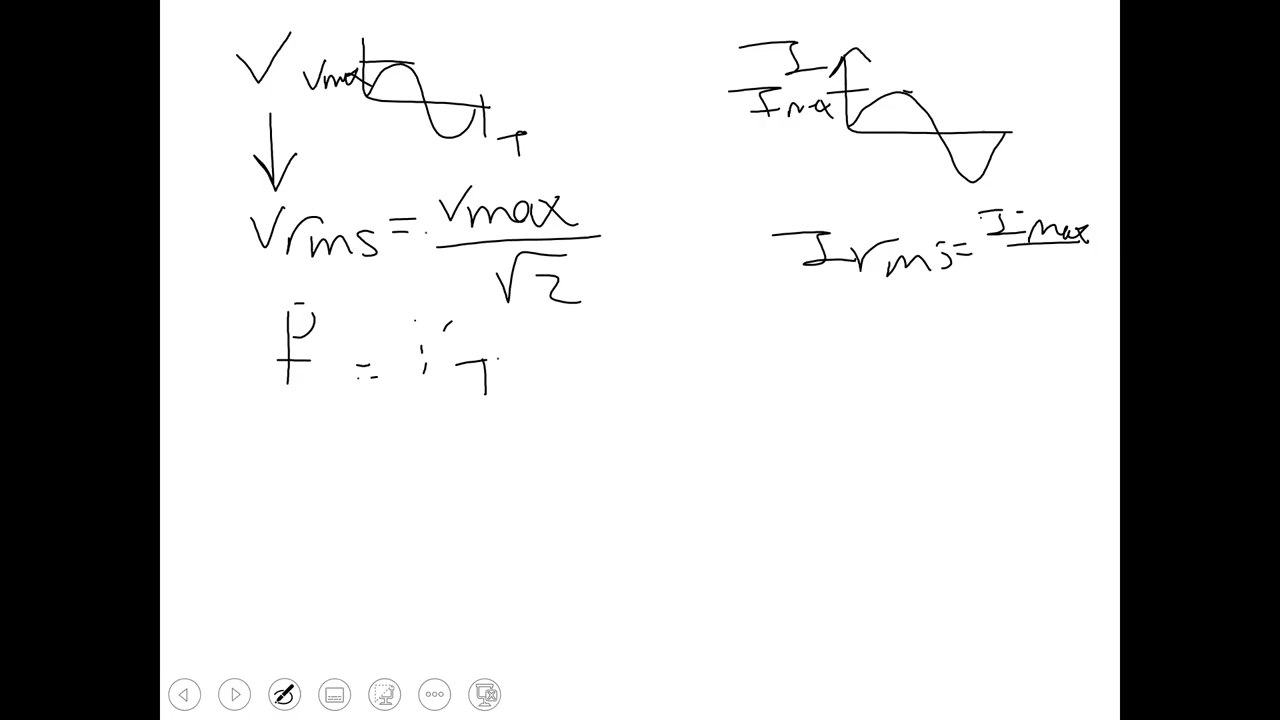 V
Vmax
T
Vrms = Vmax / √2
P =
I
Imax
Irms = Imax